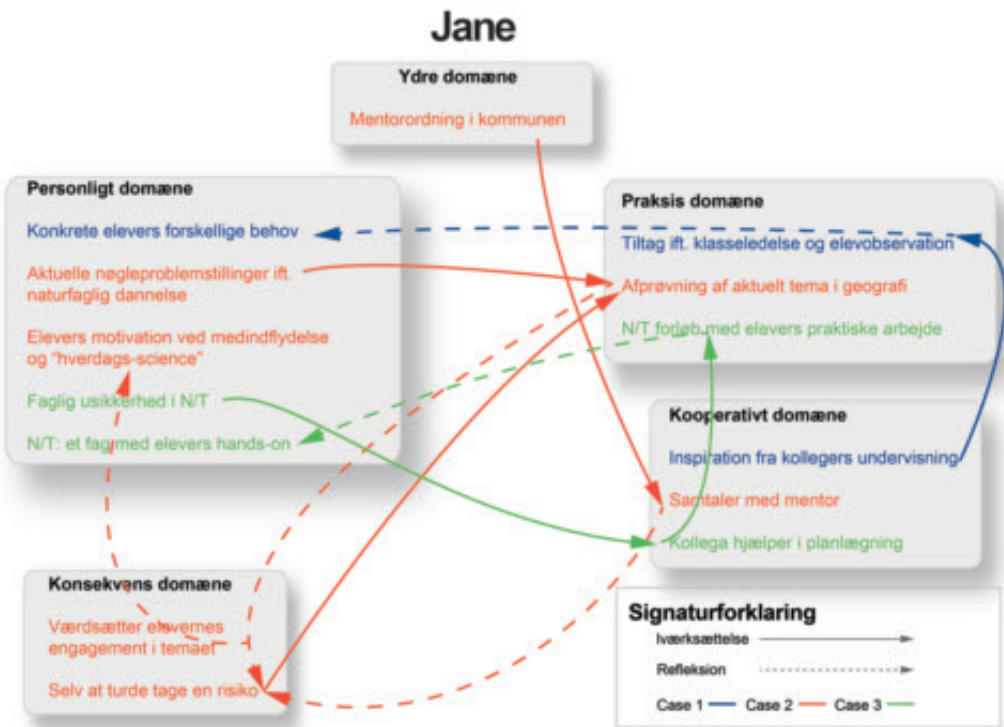 Jane
Ydre domæne
Mentorordning i kommunen
Personligt domæne
Konkrete elevers forskellige behov
Aktuelle nøgleproblemstillinger ift.
naturfaglig dannelse
Elevers motivation ved medindflydelse
og "hverdags-science"
Faglig usikkerhed i N/T
N/T: et fag med elevers hands-on
Praksis domæne
Tiltag ift. klasseledelse og elevobservation
Afprøvning af aktuelt tema i geografi
N/T forløb med elevers praktiske arbejde
Kooperativt domæne
Inspiration fra kollegers undervisning
Samtaler med mentor
Kollega hjælper i planlægning
Konsekvens domæne
Værdsætter elevernes
engagement i temaet
Selv at turde tage en risiko
Signaturforklaring
Iværksættelse
Refleksion
Case 1 Case 2 Case 3